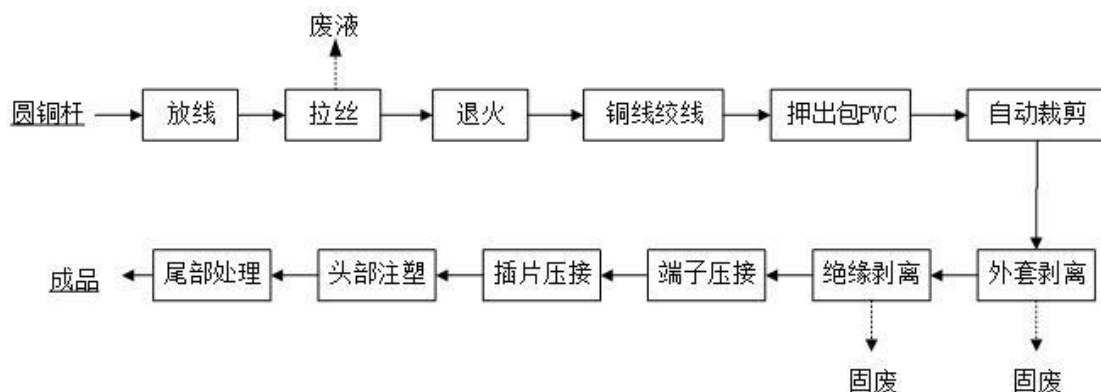 废液
圆铜杆 放线 拉丝 退火 铜线绞线 押出包PVC 自动裁剪
成品 尾部处理 头部注塑 插片压接 端子压接 绝缘剥离 外套剥离
固废 固废